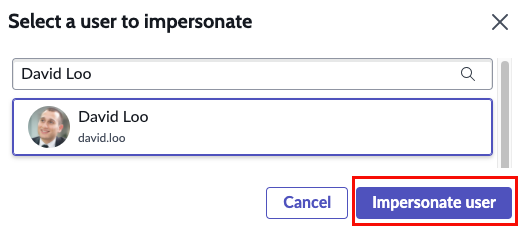 Select a user to impersonate
David Loo
David Loo
david.loo
Cancel
Impersonate user